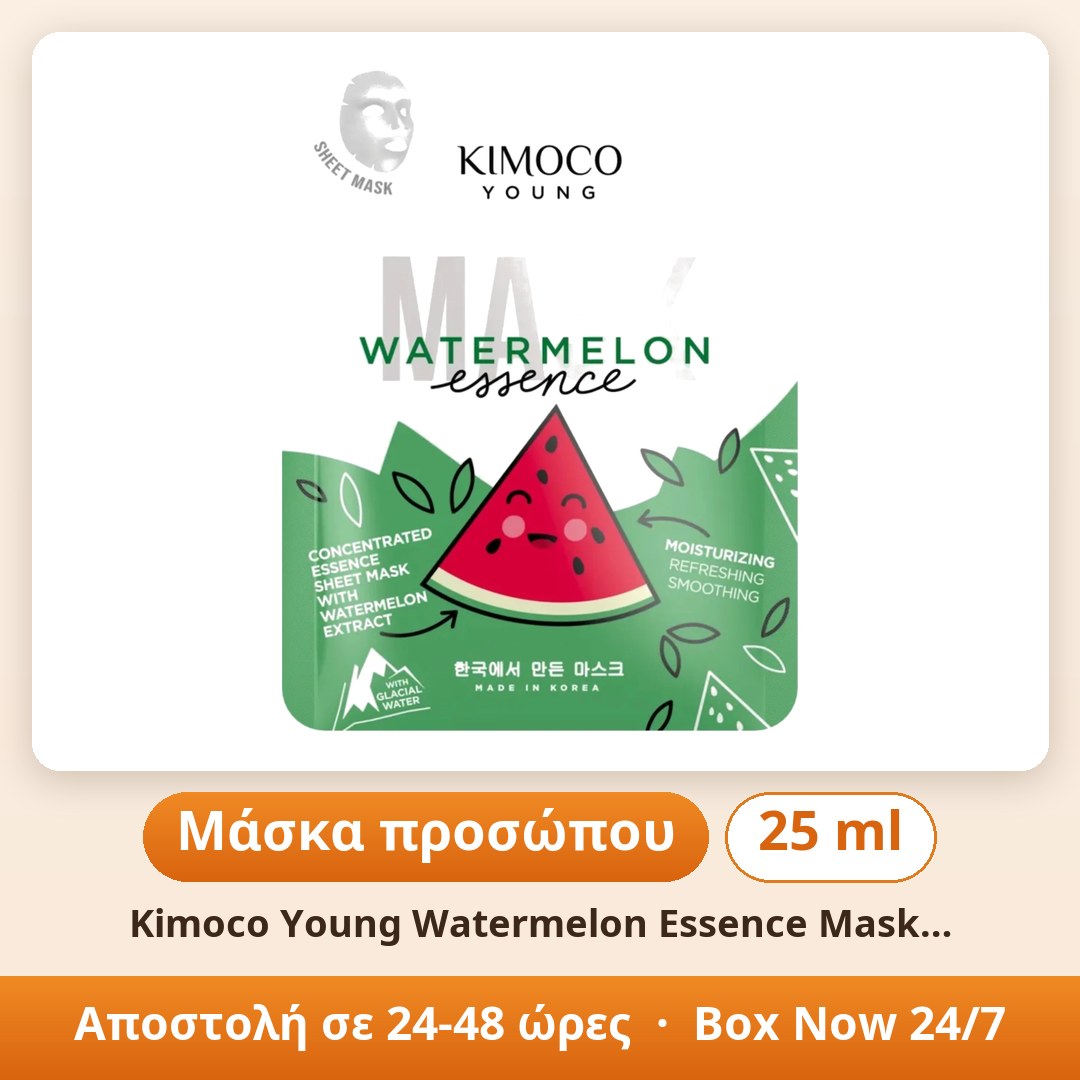 SHEET MASK
KIMOCO
YOUNG
WATERMELON
essence
CONCENTRATED
ESSENCE
SHEET MASK
WITH
WATERMELON
EXTRACT
MOISTURIZING
REFRESHING
SMOOTHING
WITH
GLACIAL
WATER
한국에서 만든 마스크
MADE IN KOREA
Μάσκα προσώπου
25 ml
Kimoco Young Watermelon Essence Mask...
Αποστολή σε 24-48 ώρες · Box Now 24/7